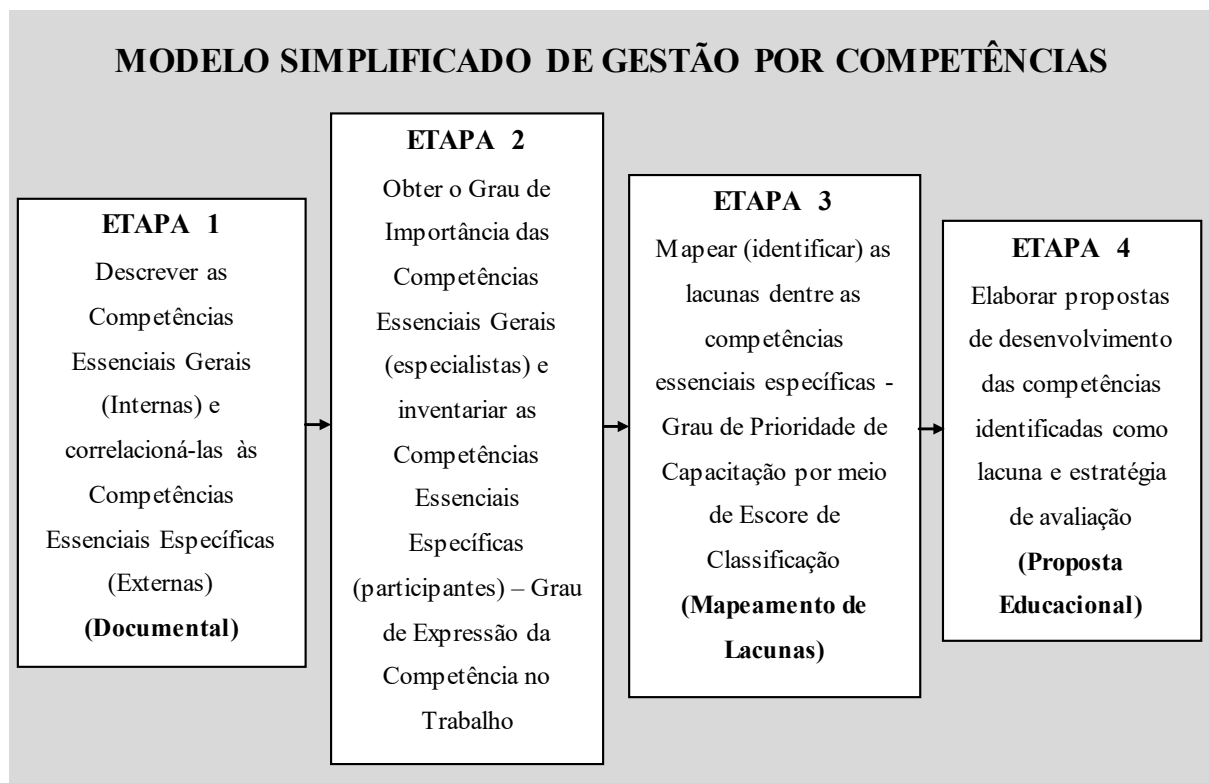 MODELO SIMPLIFICADO DE GESTÃO POR COMPETÊNCIAS
ETAPA 1
Descrever as
Competências
Essenciais Gerais
(Internas) e
correlacioná-las às
Competências
Essenciais Específicas
(Externas)
(Documental)
ETAPA 2
Obter o Grau de
Importância das
Competências
Essenciais Gerais
(especialistas) e
inventariar as
Competências
Essenciais
Específicas
(participantes) – Grau
de Expressão da
Competência no
Trabalho
ETAPA 3
Mapear (identificar) as
lacunas dentre as
competências
essenciais específicas -
Grau de Prioridade de
Capacitação por meio
de Escore de
Classificação
(Mapeamento de
Lacunas)
ETAPA 4
Elaborar propostas
de desenvolvimento
das competências
identificadas como
lacuna e estratégia
de avaliação
(Proposta
Educacional)